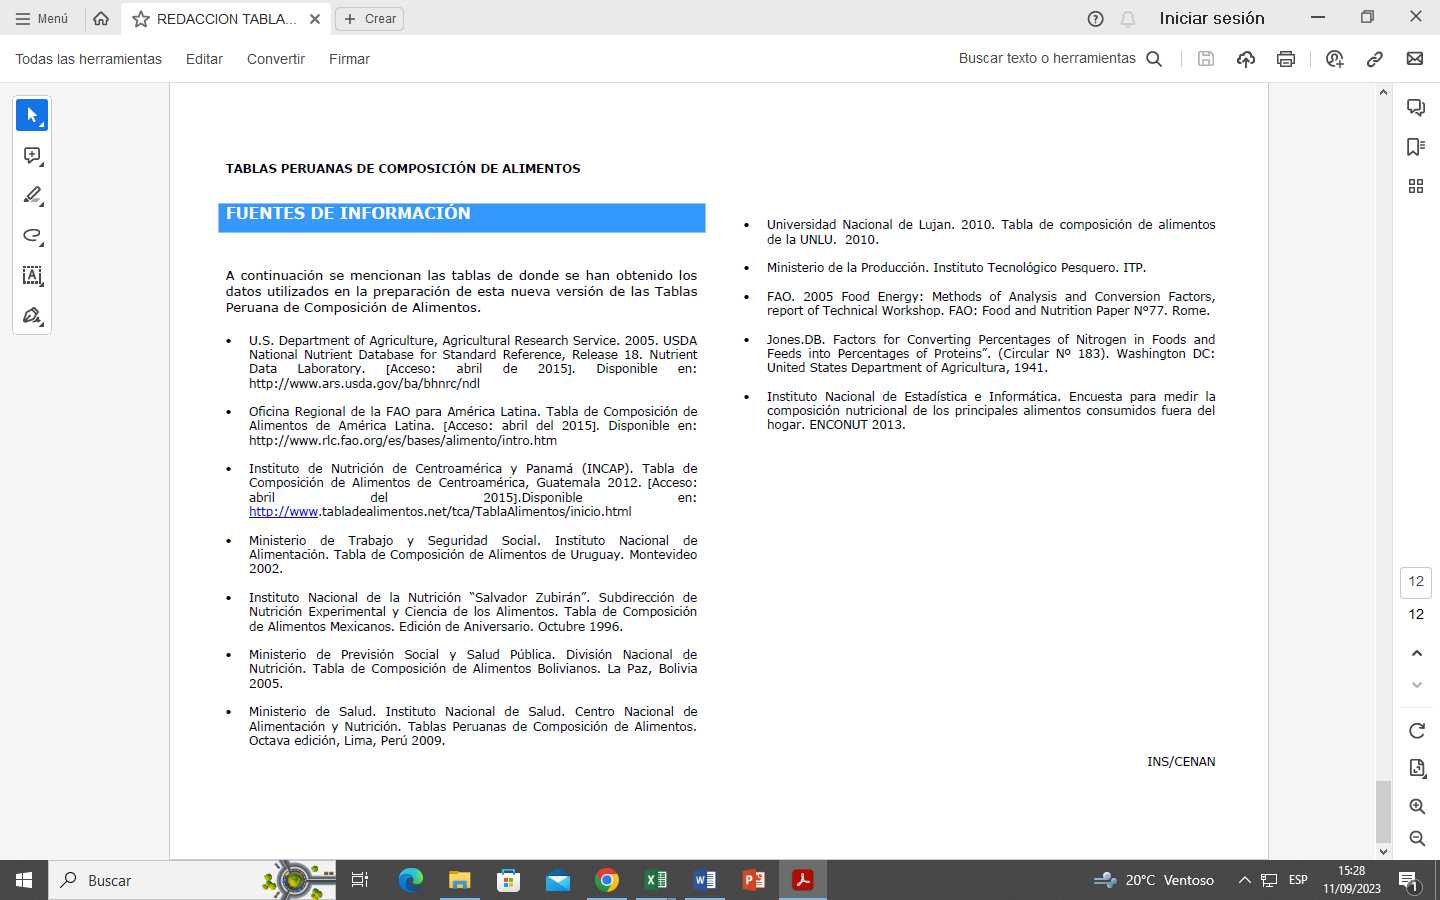 Menú
REDACCION TABLA...
Crear
Iniciar sesión
Todas las herramientas
Editar
Convertir
Firmar
Buscar texto o herramientas
TABLAS PERUANAS DE COMPOSICIÓN DE ALIMENTOS
FUENTES DE INFORMACIÓN
A continuación se mencionan las tablas de donde se han obtenido los
datos utilizados en la preparación de esta nueva versión de las Tablas
Peruana de Composición de Alimentos.
• U.S. Department of Agriculture, Agricultural Research Service. 2005. USDA
National Nutrient Database for Standard Reference, Release 18. Nutrient
Data Laboratory. [Acceso: abril de 2015]. Disponible en:
http://www.ars.usda.gov/ba/bhnrc/ndl
• Oficina Regional de la FAO para América Latina. Tabla de Composición de
Alimentos de América Latina. [Acceso: abril del 2015]. Disponible en:
http://www.rlc.fao.org/es/bases/alimento/intro.htm
• Instituto de Nutrición de Centroamérica y Panamá (INCAP). Tabla de
Composición de Alimentos de Centroamérica, Guatemala 2012. [Acceso:
abril del 2015].Disponible en:
http://www.tabladealimentos.net/tca/TablaAlimentos/inicio.html
• Ministerio de Trabajo y Seguridad Social. Instituto Nacional de
Alimentación. Tabla de Composición de Alimentos de Uruguay. Montevideo
2002.
• Instituto Nacional de la Nutrición “Salvador Zubirán”. Subdirección de
Nutrición Experimental y Ciencia de los Alimentos. Tabla de Composición
de Alimentos Mexicanos. Edición de Aniversario. Octubre 1996.
• Ministerio de Previsión Social y Salud Pública. División Nacional de
Nutrición. Tabla de Composición de Alimentos Bolivianos. La Paz, Bolivia
2005.
• Ministerio de Salud. Instituto Nacional de Salud. Centro Nacional de
Alimentación y Nutrición. Tablas Peruanas de Composición de Alimentos.
Octava edición, Lima, Perú 2009.
• Universidad Nacional de Lujan. 2010. Tabla de composición de alimentos
de la UNLU. 2010.
• Ministerio de la Producción. Instituto Tecnológico Pesquero. ITP.
• FAO. 2005 Food Energy: Methods of Analysis and Conversion Factors,
report of Technical Workshop. FAO: Food and Nutrition Paper Nº77. Rome.
• Jones.DB. Factors for Converting Percentages of Nitrogen in Foods and
Feeds into Percentages of Proteins”. (Circular Nº 183). Washington DC:
United States Department of Agricultura, 1941.
• Instituto Nacional de Estadística e Informática. Encuesta para medir la
composición nutricional de los principales alimentos consumidos fuera del
hogar. ENCONUT 2013.
INS/CENAN
12
12
Buscar
20°C Ventoso
ESP
15:28
11/09/2023
1